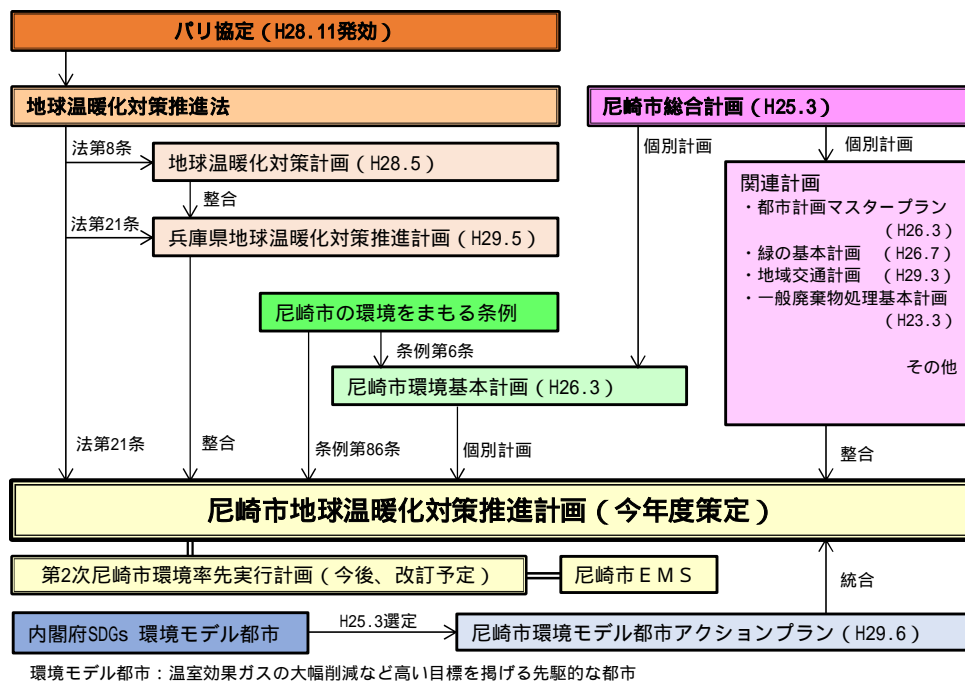 パリ協定(H28.11発効)
地球温暖化対策推進法
尼崎市総合計画(H25.3)
法第8条
個別計画
個別計画
地球温暖化対策計画(H28.5)
整合
法第21条
兵庫県地球温暖化対策推進計画(H29.5)
関連計画
・都市計画マスタープラン
(H26.3)
・緑の基本計画 (H26.7)
・地域交通計画 (H29.3)
・一般廃棄物処理基本計画
(H23.3)
その他
尼崎市の環境をまもる条例
条例第6条
尼崎市環境基本計画(H26.3)
法第21条
整合
条例第86条
個別計画
整合
尼崎市地球温暖化対策推進計画(今年度策定)
第2次尼崎市環境率先実行計画(今後、改訂予定)
尼崎市EMS
統合
内閣府SDGs 環境モデル都市
H25.3選定
尼崎市環境モデル都市アクションプラン(H29.6)
環境モデル都市:温室効果ガスの大幅削減など高い目標を掲げる先駆的な都市